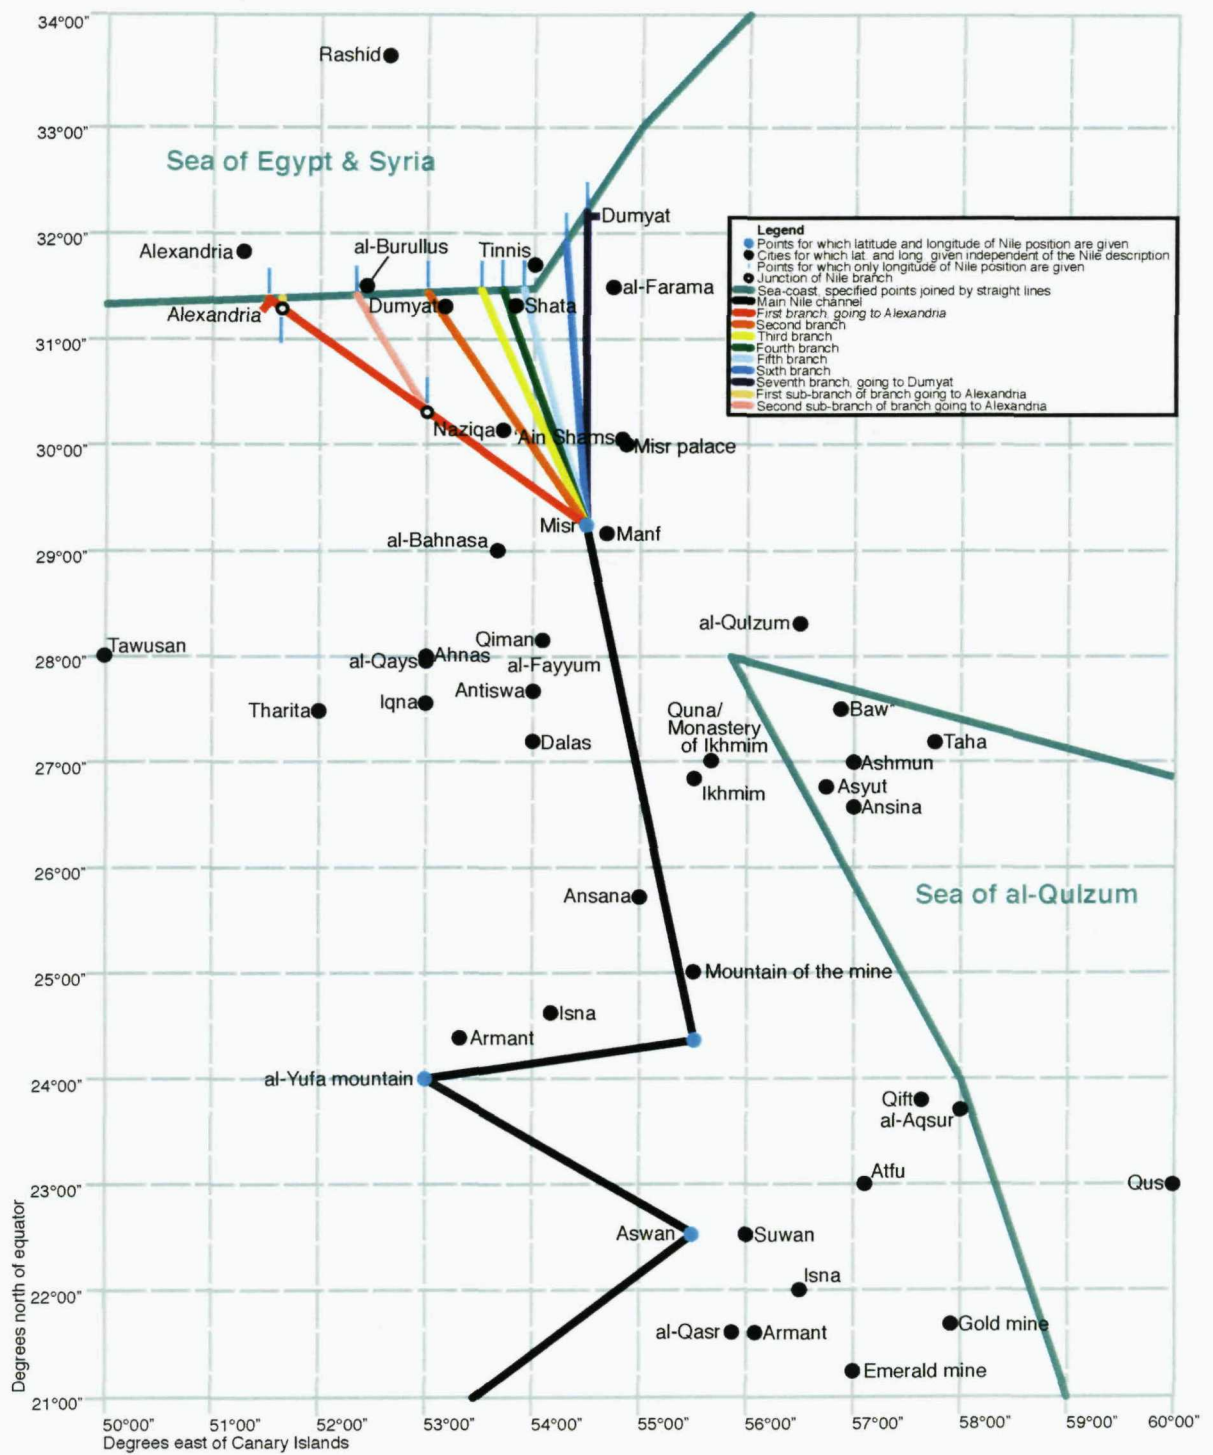 34°00"
Rashid
33°00"
Sea of Egypt & Syria
Dumyat
32°00"
al-Burullus
Tinnis
Alexandria
Legend
Points for which latitude and longitude of Nile position are given
Cities for which lat. and long. given independent of the Nile description
Points for which only longitude of Nile position are given
Junction of Nile branch
Sea-coast, specified points joined by straight lines
Main Nile channel
First branch, going to Alexandria
Second branch
Third branch
Fourth branch
Fifth branch
Sixth branch
Seventh branch, going to Dumyat
First sub-branch of branch going to Alexandria
Second sub-branch of branch going to Alexandria
al-Farama
Alexandria
Dumyat
Shata
31°00"
Naziqa
'Ain Shams
Misr palace
30°00"
Misr
Manf
al-Bahnasa
29°00"
al-Qulzum
Tawusan
Qiman
28°00"
Ahnas
al-Qays
al-Fayyum
Antiswa
Iqna
Tharita
Quna/
Monastery
of Ikhmim
Baw"
Dalas
Taha
27°00"
Ashmun
Ikhmim
Asyut
Ansina
26°00"
Ansana
Sea of al-Qulzum
25°00"
Mountain of the mine
Isna
Armant
24°00"
al-Yufa mountain
Qift
al-Aqsur
Atfu
23°00"
Qus
Aswan
Suwan
Isna
22°00"
al-Qasr
Armant
Gold mine
Emerald mine
21°00"
Degrees north of equator
50°00" 51°00" 52°00" 53°00" 54°00" 55°00" 56°00" 57°00" 58°00" 59°00" 60°00"
Degrees east of Canary Islands